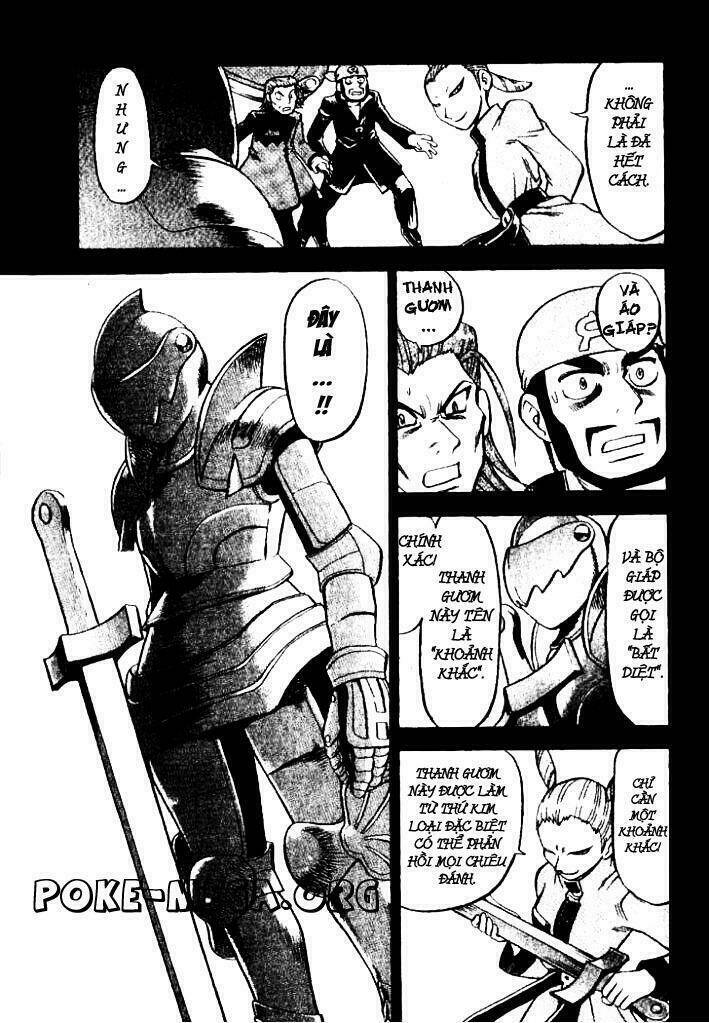 ...
KHÔNG
PHẢI
LÀ ĐÃ
HẾT
CÁCH.
N
H
Ư
N
G
...
VÀ
ÁO
GIÁP?
THANH
GƯƠM
...
ĐÂY
LÀ
...
!!
VÀ BỘ
GIÁP
ĐƯỢC
GỌI
LÀ
"BẤT
DIỆT".
CHÍNH
XÁC!
THANH
GƯƠM
NÀY TÊN
LÀ
"KHOẢNH
KHẮC".
CHỈ
CẦN
MỘT
KHOẢNH
KHẮC!
THANH GƯƠM
NÀY ĐƯỢC LÀM
TỪ THỨ KIM
LOẠI ĐẶC BIỆT
CÓ THỂ PHẢN
HỒI MỌI CHIÊU
ĐÁNH.